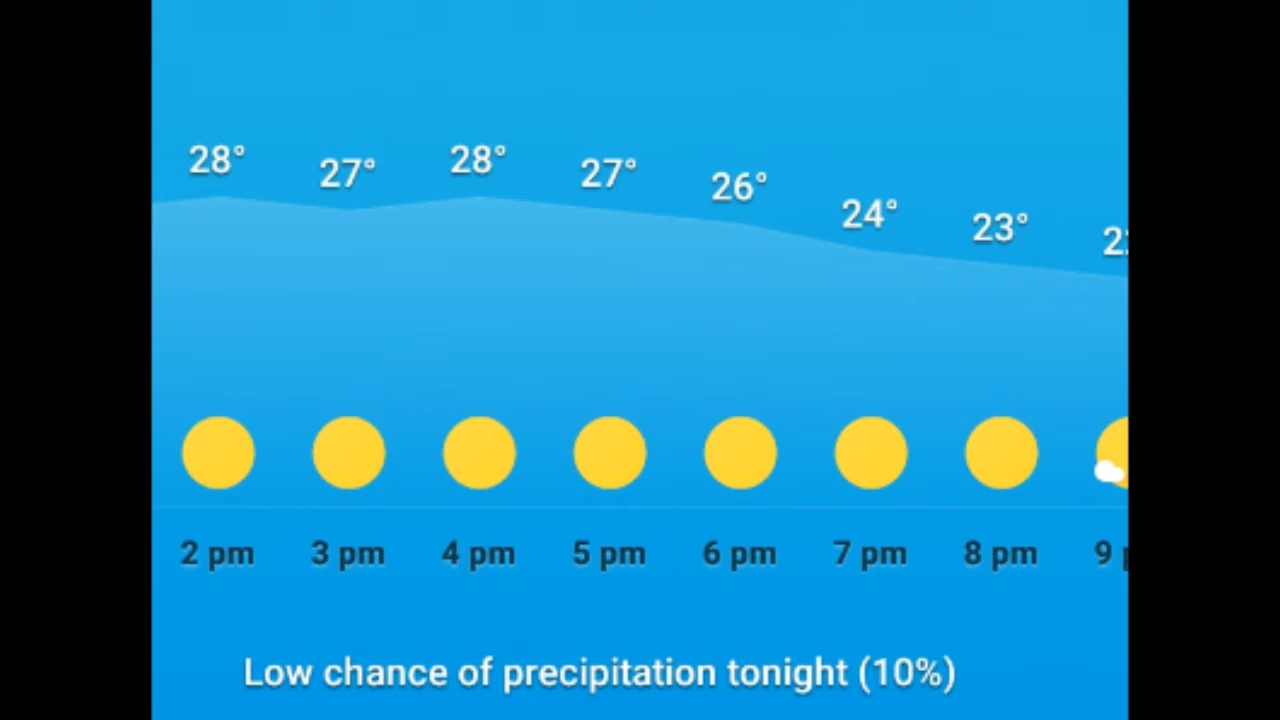 28° 27° 28° 27° 26° 24° 23°
2 pm 3 pm 4 pm 5 pm 6 pm 7 pm 8 pm 9
Low chance of precipitation tonight (10%)